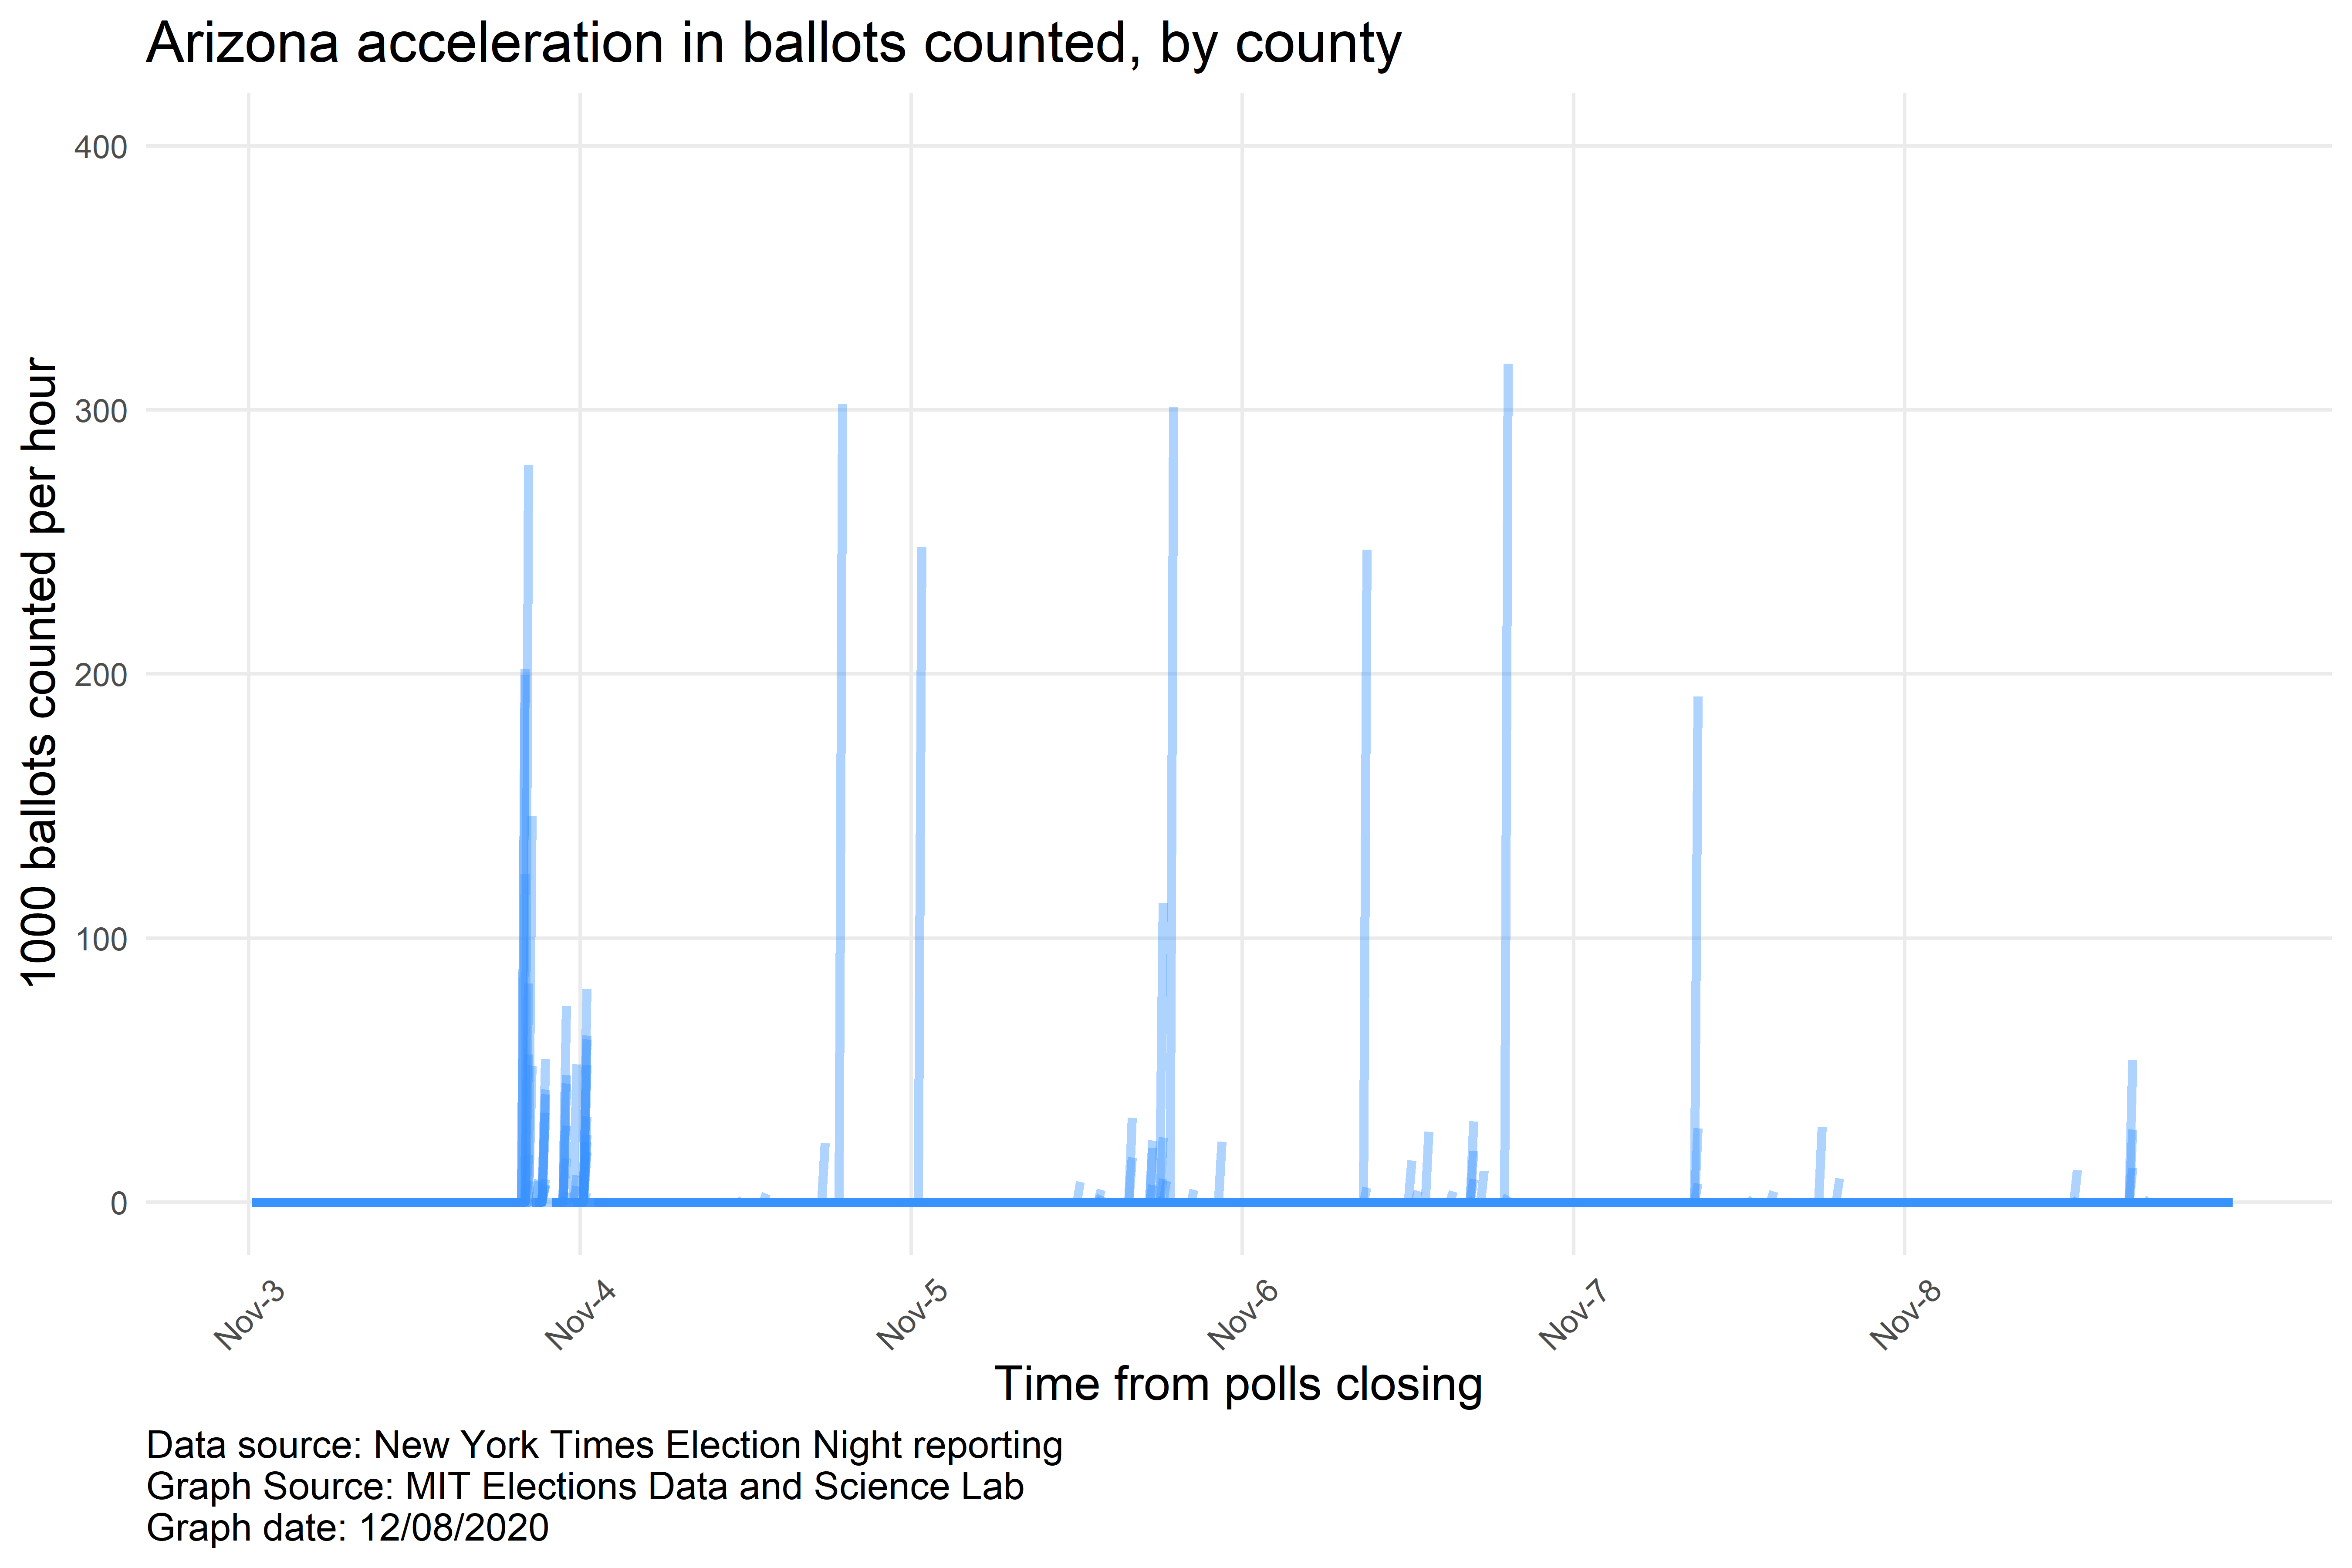 Arizona acceleration in ballots counted, by county
1000 ballots counted per hour
400
300
200
100
0
Nov-3
Nov-4
Nov-5
Nov-6
Nov-7
Nov-8
Time from polls closing
Data source: New York Times Election Night reporting
Graph Source: MIT Elections Data and Science Lab
Graph date: 12/08/2020